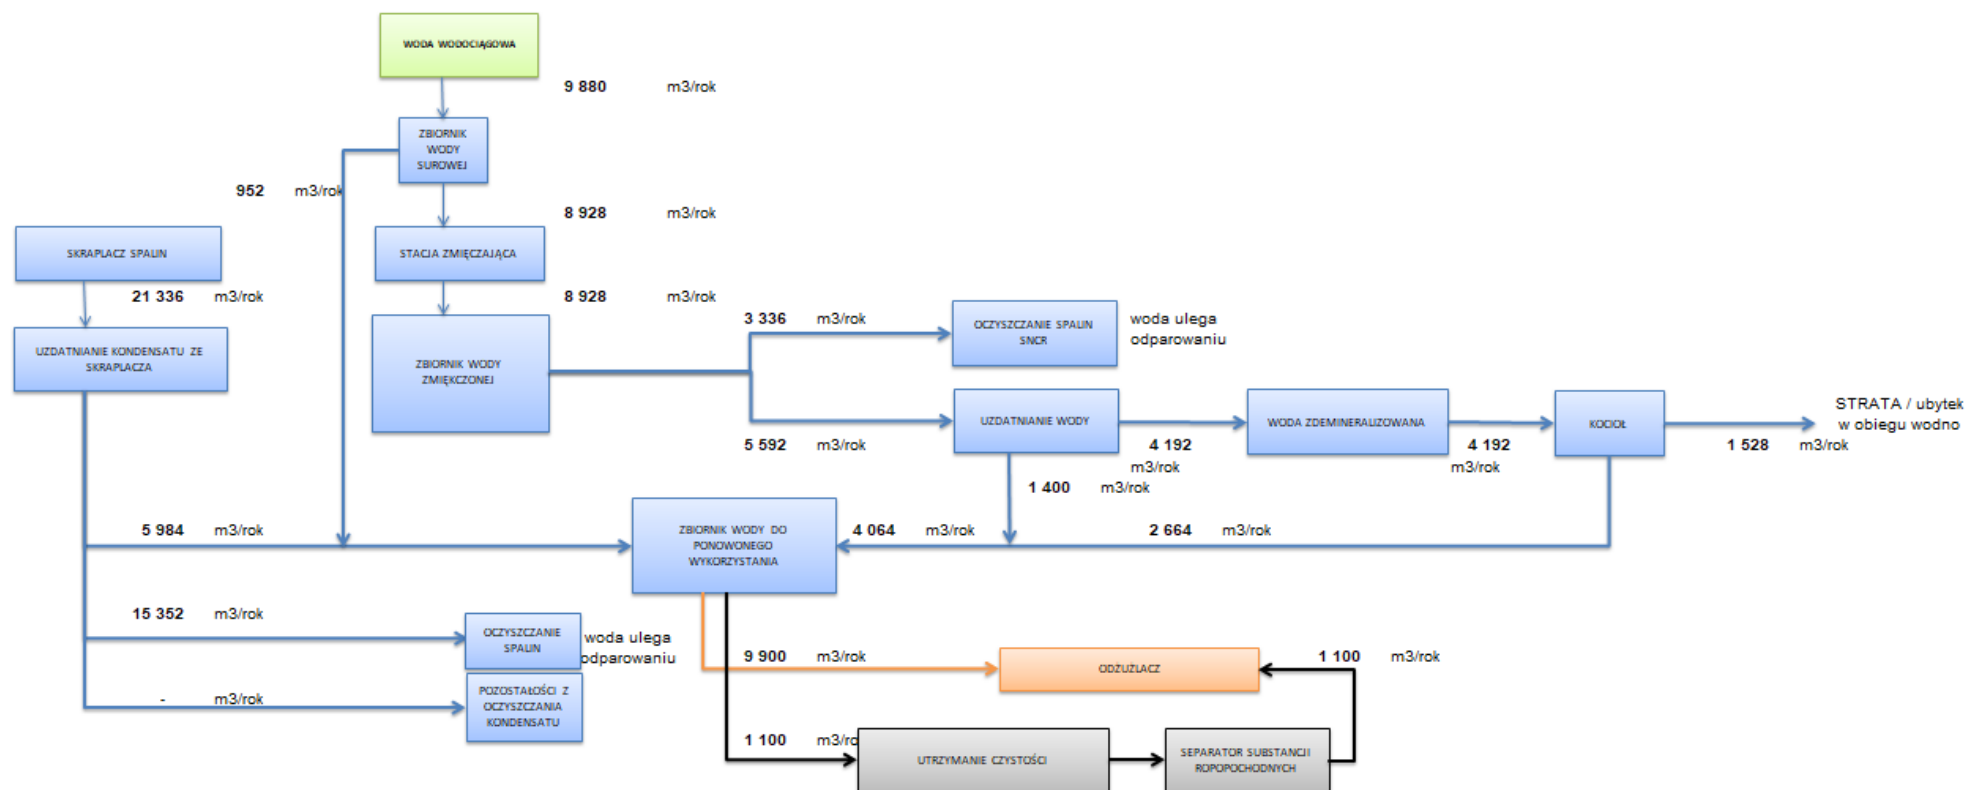 WODA WODOCIĄGOWA
9 880 m3/rok
ZBIORNIK
WODY
SUROWEJ
952 m3/rok
8 928 m3/rok
SKRAPLACZ SPALIN
STACJA ZMIĘCZAJĄCA
21 336 m3/rok
8 928 m3/rok
UZDATNIANIE KONDENSATU ZE
SKRAPLACZA
ZBIORNIK WODY
ZMIĘKCZONEJ
3 336 m3/rok
OCZYSZCZANIE SPALIN
SNCR
woda ulega
odparowaniu
5 592 m3/rok
UZDATNIANIE WODY
4 192
m3/rok
WODA ZDEMINERALIZOWANA
4 192
m3/rok
KOCIOŁ
STRATA / ubytek
w obiegu wodno
1 528 m3/rok
1 400 m3/rok
5 984 m3/rok
ZBIORNIK WODY DO
PONOWONEGO
WYKORZYSTANIA
4 064 m3/rok
2 664 m3/rok
15 352 m3/rok
OCZYSZCZANIE
SPALIN
woda ulega
odparowaniu
- m3/rok
POZOSTAŁOŚCI Z
OCZYSZCZANIA
KONDENSATU
9 900 m3/rok
ODŻUŻLACZ
1 100 m3/rok
1 100 m3/ro
UTRZYMANIE CZYSTOŚCI
SEPARATOR SUBSTANCJI
ROPOPOCHODNYCH